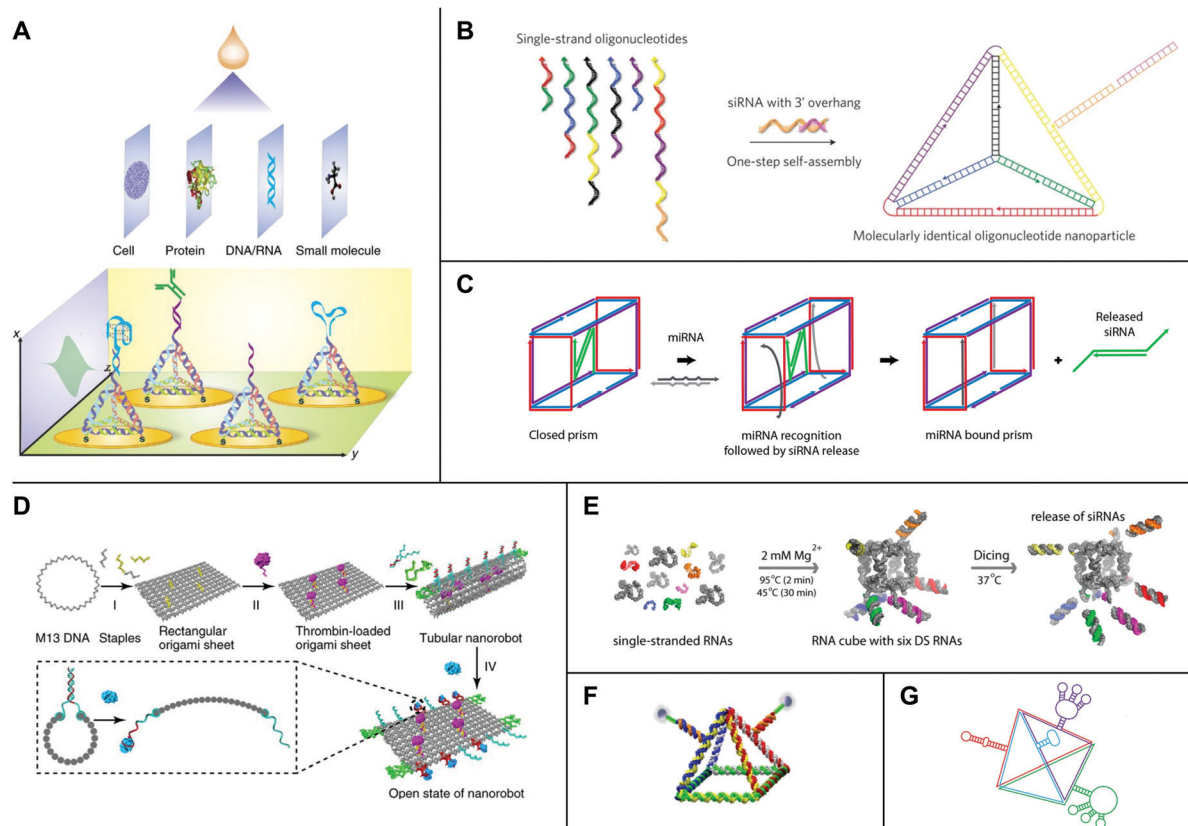 A
Cell
Protein
DNA/RNA
Small molecule
x
z
y
S
S
S
S
S
S
S
S
B
Single-strand oligonucleotides
siRNA with 3' overhang
One-step self-assembly
Molecularly identical oligonucleotide nanoparticle
C
miRNA
Released
siRNA
Closed prism
miRNA recognition
followed by siRNA release
miRNA bound prism
D
I
II
III
M13 DNA
Staples
Rectangular
origami sheet
Thrombin-loaded
origami sheet
Tubular nanorobot
IV
Open state of nanorobot
E
2 mM Mg2+
95°C (2 min)
45°C (30 min)
single-stranded RNAs
RNA cube with six DS RNAs
Dicing
37°C
release of siRNAs
F
G